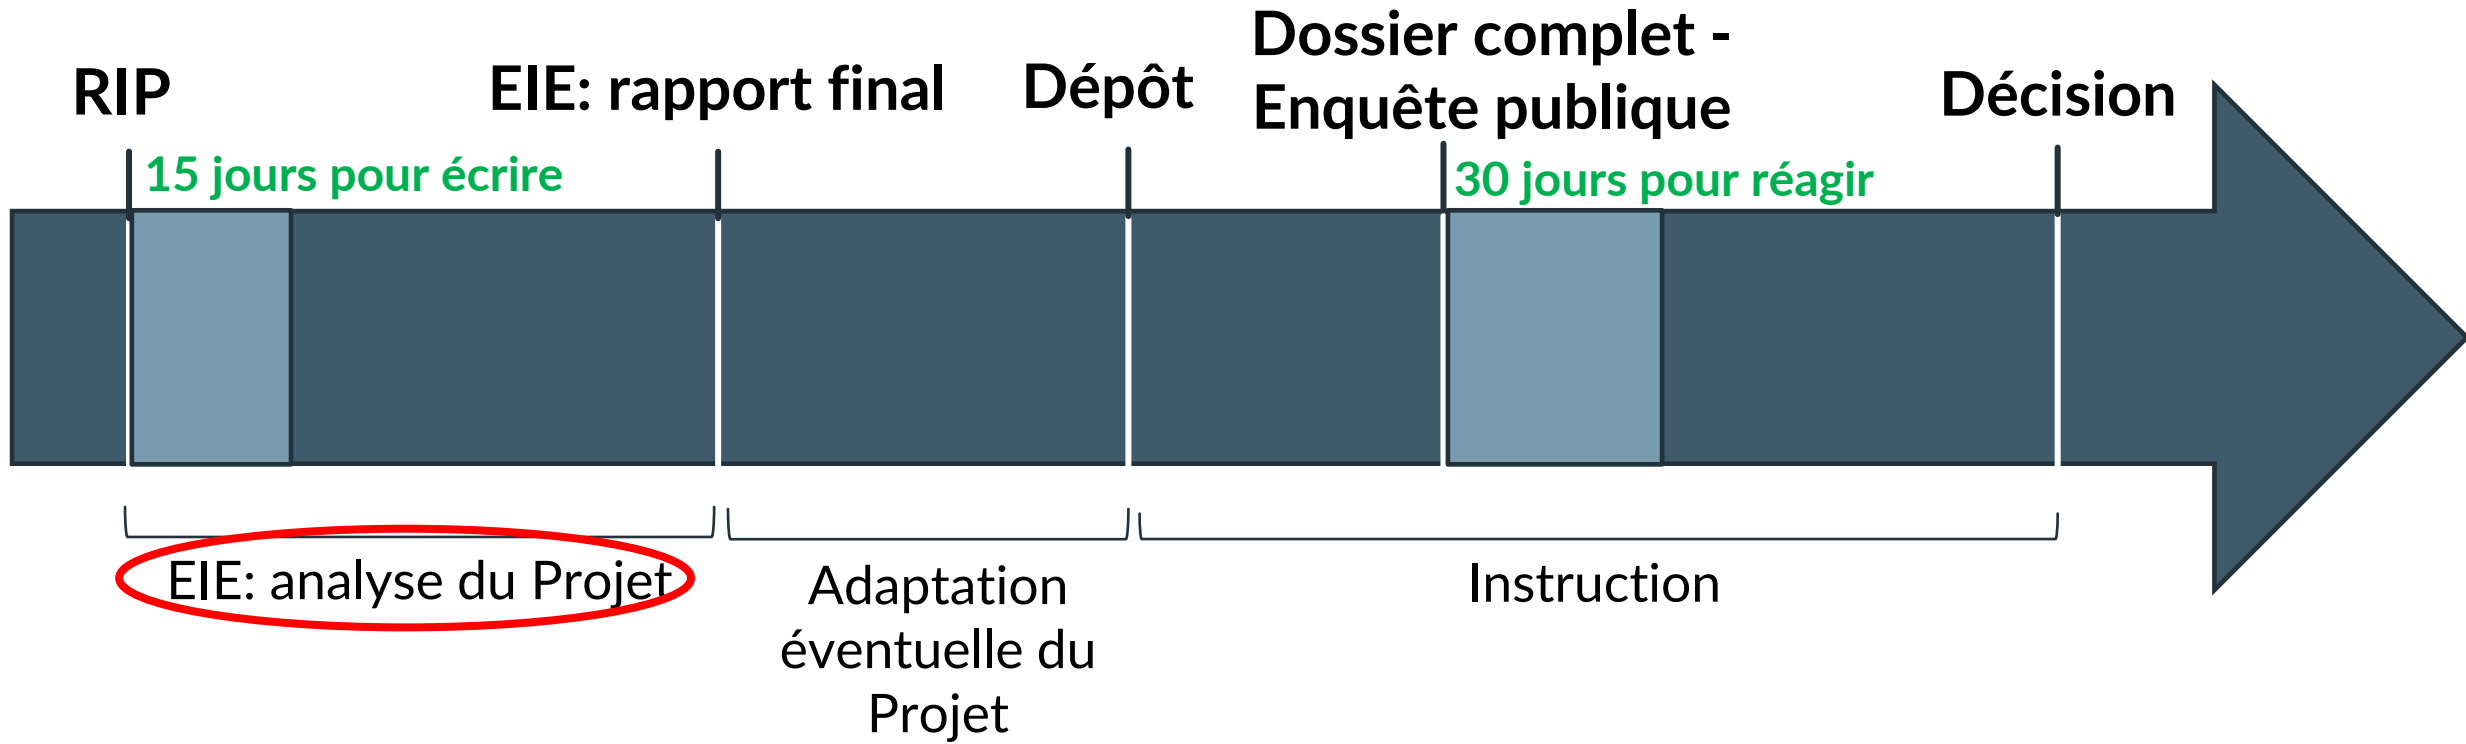 RIP
EIE: rapport final
Dépôt
Dossier complet -
Enquête publique
Décision
15 jours pour écrire
30 jours pour réagir
EIE: analyse du Projet
Adaptation
éventuelle du
Projet
Instruction